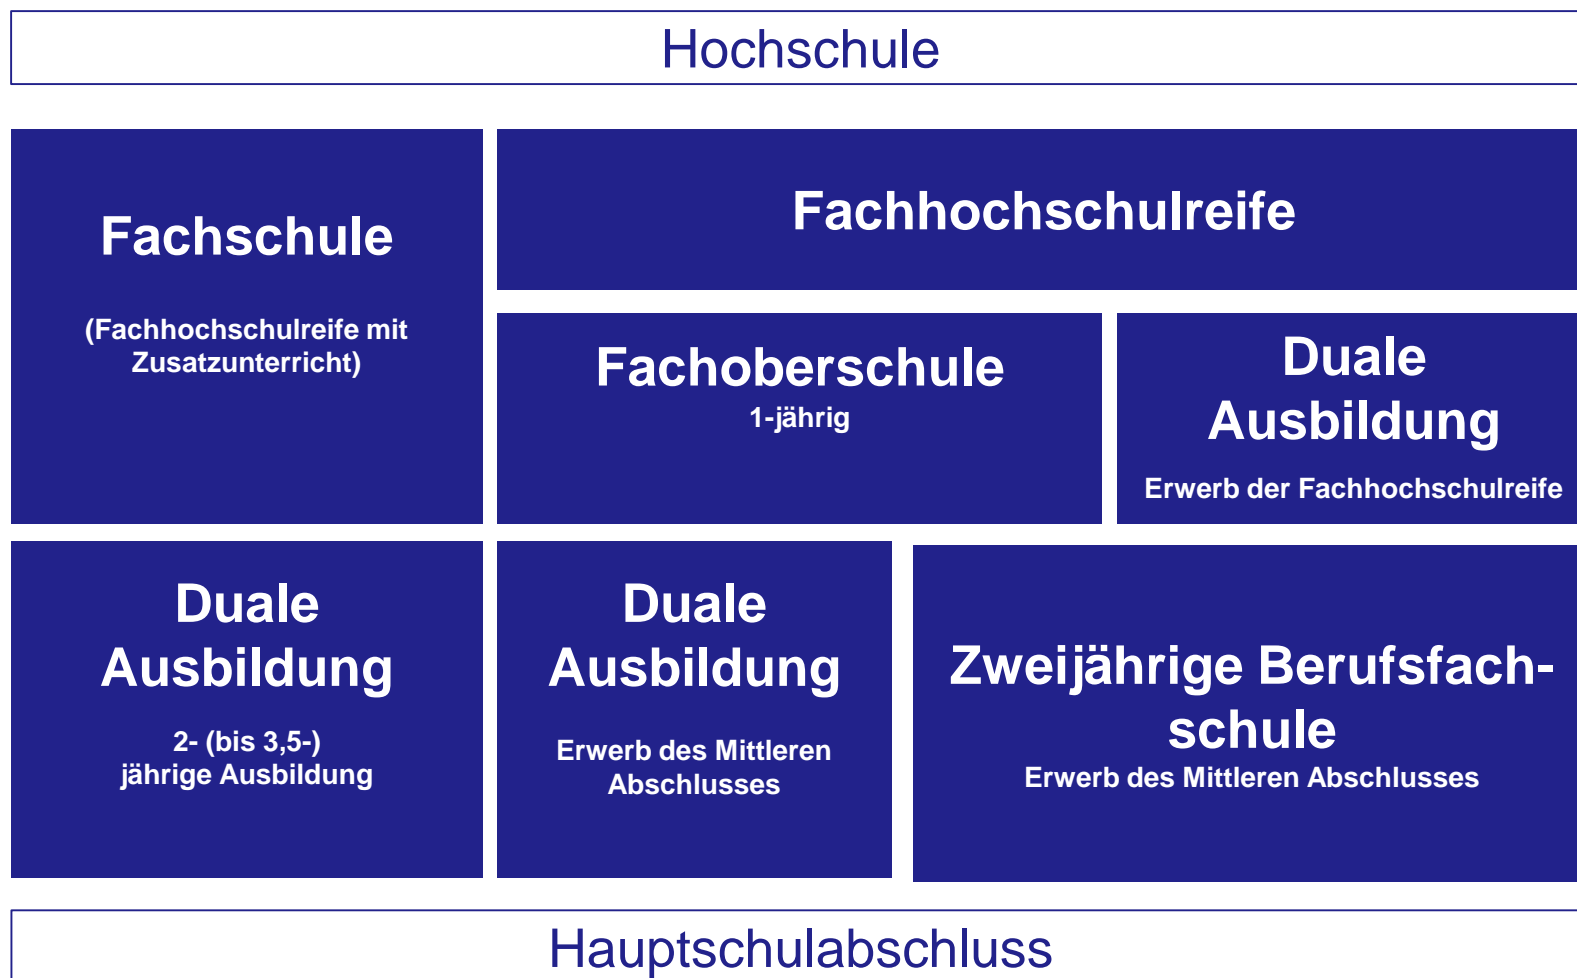 Hochschule
Fachschule
(Fachhochschulreife mit
Zusatzunterricht)
Fachhochschulreife
Fachoberschule
1-jährig
Duale
Ausbildung
Erwerb der Fachhochschulreife
Duale
Ausbildung
2- (bis 3,5-)
jährige Ausbildung
Duale
Ausbildung
Erwerb des Mittleren
Abschlusses
Zweijährige Berufsfach-
schule
Erwerb des Mittleren Abschlusses
Hauptschulabschluss